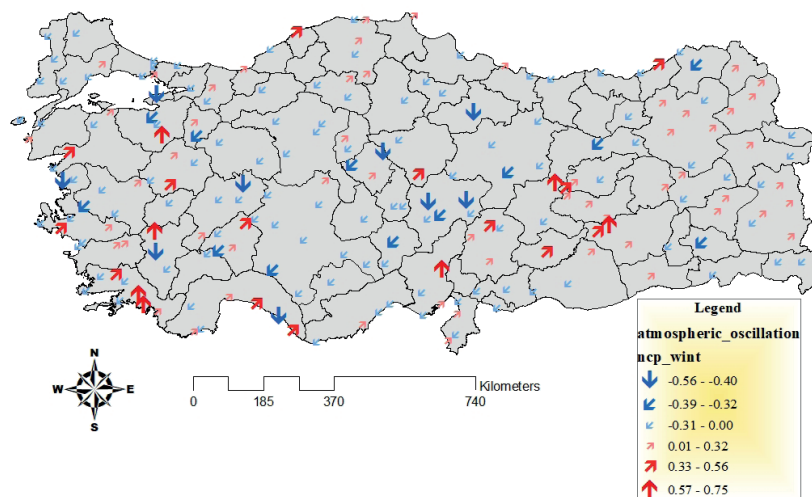 N
W E
S
Kilometers
0 185 370 740
Legend
atmospheric_oscillation
ncp_wint
-0.56 - -0.40
-0.39 - -0.32
-0.31 - 0.00
0.01 - 0.32
0.33 - 0.56
0.57 - 0.75